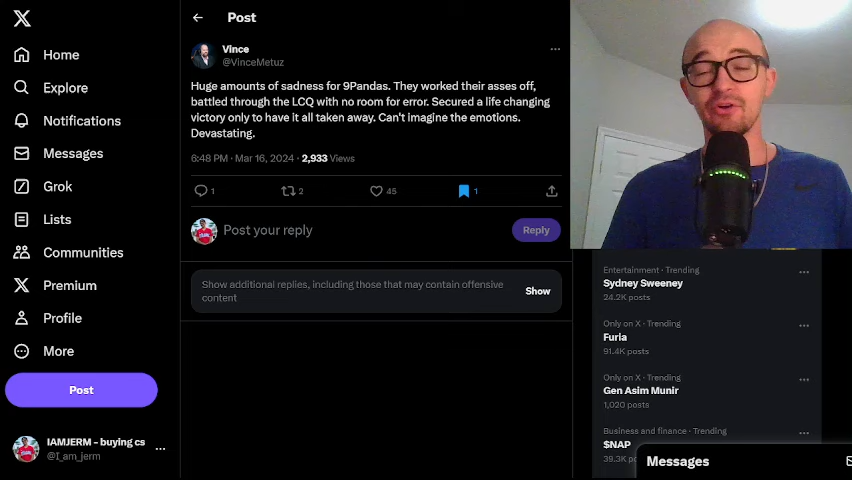 Post
Vince
@VinceMetuz
Huge amounts of sadness for 9Pandas. They worked their asses off,
battled through the LCQ with no room for error. Secured a life changing
victory only to have it all taken away. Can't imagine the emotions.
Devastating.
6:48 PM · Mar 16, 2024 · 2,933 Views
1 2 45 1
Post your reply
Reply
Show additional replies, including those that may contain offensive
content
Show
Home
Explore
Notifications
Messages
Grok
Lists
Communities
Premium
Profile
More
Post
IAMJERM - buying cs
@I_am_jerm
Entertainment · Trending
Sydney Sweeney
24.2K posts
Only on X · Trending
Furia
91.4K posts
Only on X · Trending
Gen Asim Munir
1,020 posts
Business and finance · Trending
$NAP
39.3K
Messages